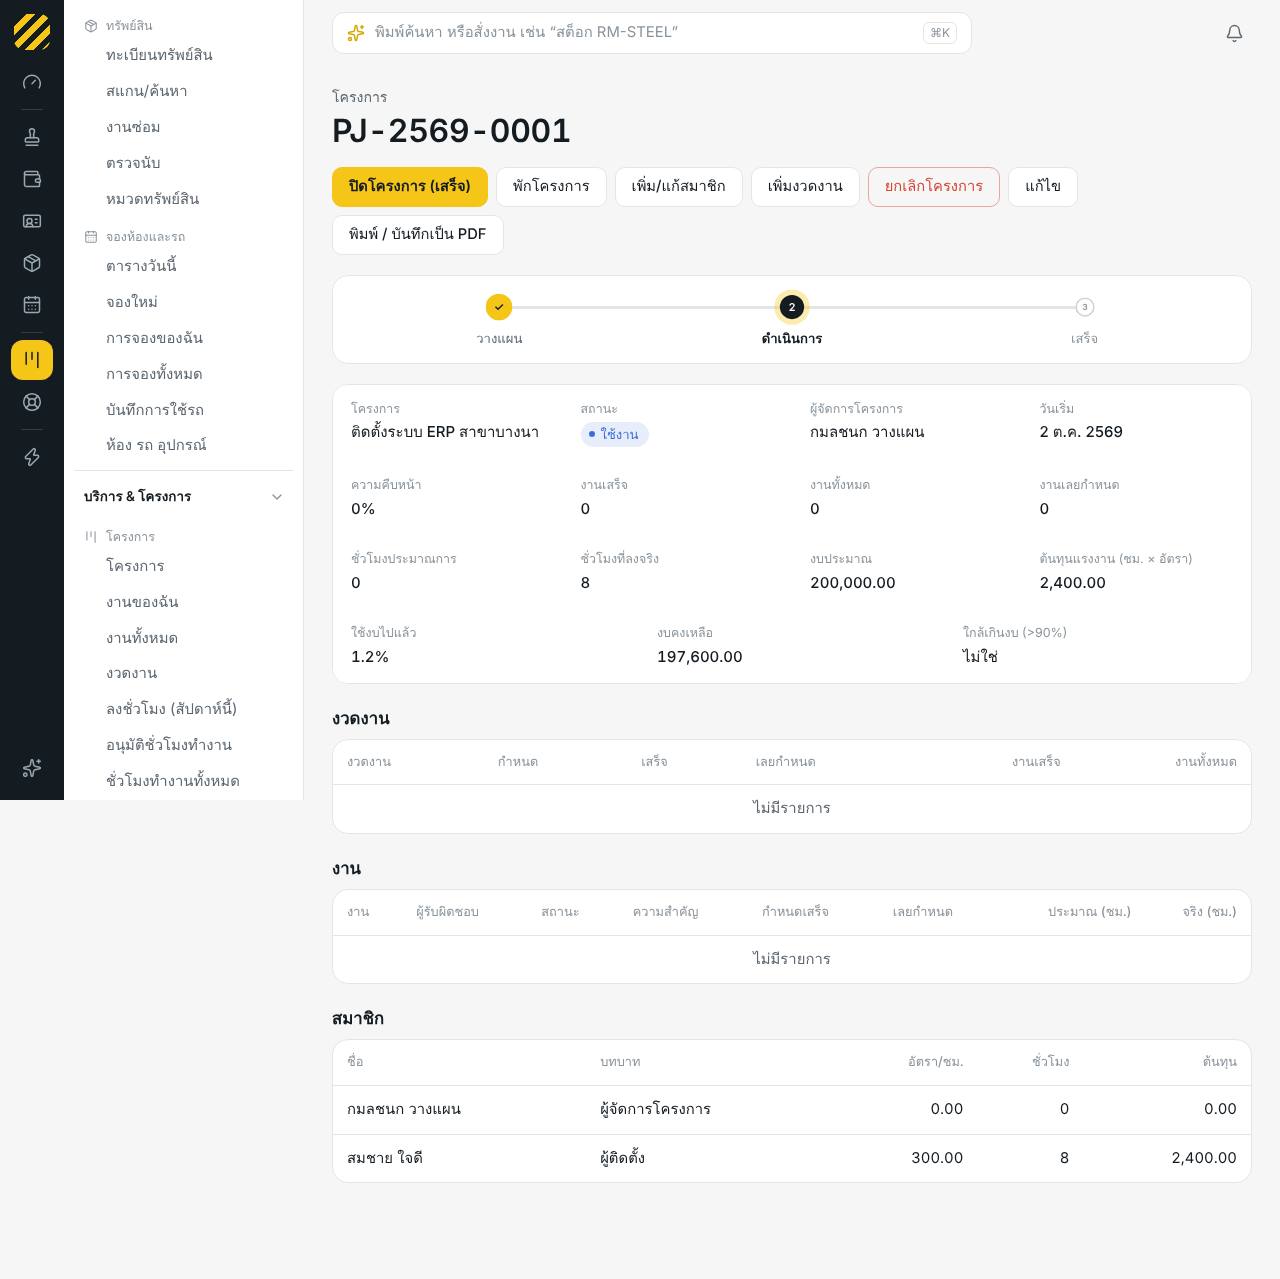 ทรัพย์สิน
ทะเบียนทรัพย์สิน
สแกน/ค้นหา
งานซ่อม
ตรวจนับ
หมวดทรัพย์สิน
จองห้องและรถ
ตารางวันนี้
จองใหม่
การจองของฉัน
การจองทั้งหมด
บันทึกการใช้รถ
ห้อง รถ อุปกรณ์
บริการ & โครงการ
โครงการ
โครงการ
งานของฉัน
งานทั้งหมด
งวดงาน
ลงชั่วโมง (สัปดาห์นี้)
อนุมัติชั่วโมงทำงาน
ชั่วโมงทำงานทั้งหมด
พิมพ์ค้นหา หรือสั่งงาน เช่น “สต็อก RM-STEEL” ⌘K
โครงการ
PJ-2569-0001
ปิดโครงการ (เสร็จ) พักโครงการ เพิ่ม/แก้สมาชิก เพิ่มงวดงาน ยกเลิกโครงการ แก้ไข
พิมพ์ / บันทึกเป็น PDF
2 3
วางแผน ดำเนินการ เสร็จ
โครงการ สถานะ ผู้จัดการโครงการ วันเริ่ม
ติดตั้งระบบ ERP สาขาบางนา ใช้งาน กมลชนก วางแผน 2 ต.ค. 2569
ความคืบหน้า งานเสร็จ งานทั้งหมด งานเลยกำหนด
0% 0 0 0
ชั่วโมงประมาณการ ชั่วโมงที่ลงจริง งบประมาณ ต้นทุนแรงงาน (ชม. × อัตรา)
0 8 200,000.00 2,400.00
ใช้งบไปแล้ว งบคงเหลือ ใกล้เกินงบ (>90%)
1.2% 197,600.00 ไม่ใช่
งวดงาน
งวดงาน กำหนด เสร็จ เลยกำหนด งานเสร็จ งานทั้งหมด
ไม่มีรายการ
งาน
งาน ผู้รับผิดชอบ สถานะ ความสำคัญ กำหนดเสร็จ เลยกำหนด ประมาณ (ชม.) จริง (ชม.)
ไม่มีรายการ
สมาชิก
ชื่อ บทบาท อัตรา/ชม. ชั่วโมง ต้นทุน
กมลชนก วางแผน ผู้จัดการโครงการ 0.00 0 0.00
สมชาย ใจดี ผู้ติดตั้ง 300.00 8 2,400.00